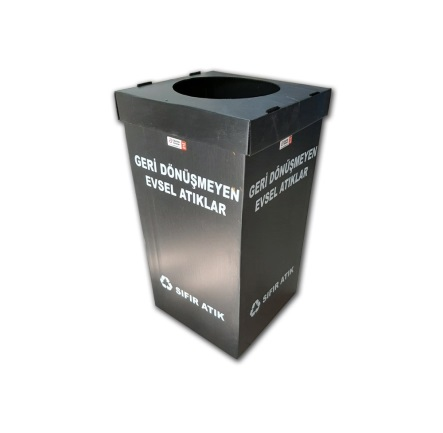 GERİ DÖNÜŞMEYEN
EVSEL ATIKLAR
SIFIR ATIK
GERİ DÖNÜŞMEYEN
EVSEL ATIKLAR
SIFIR ATIK